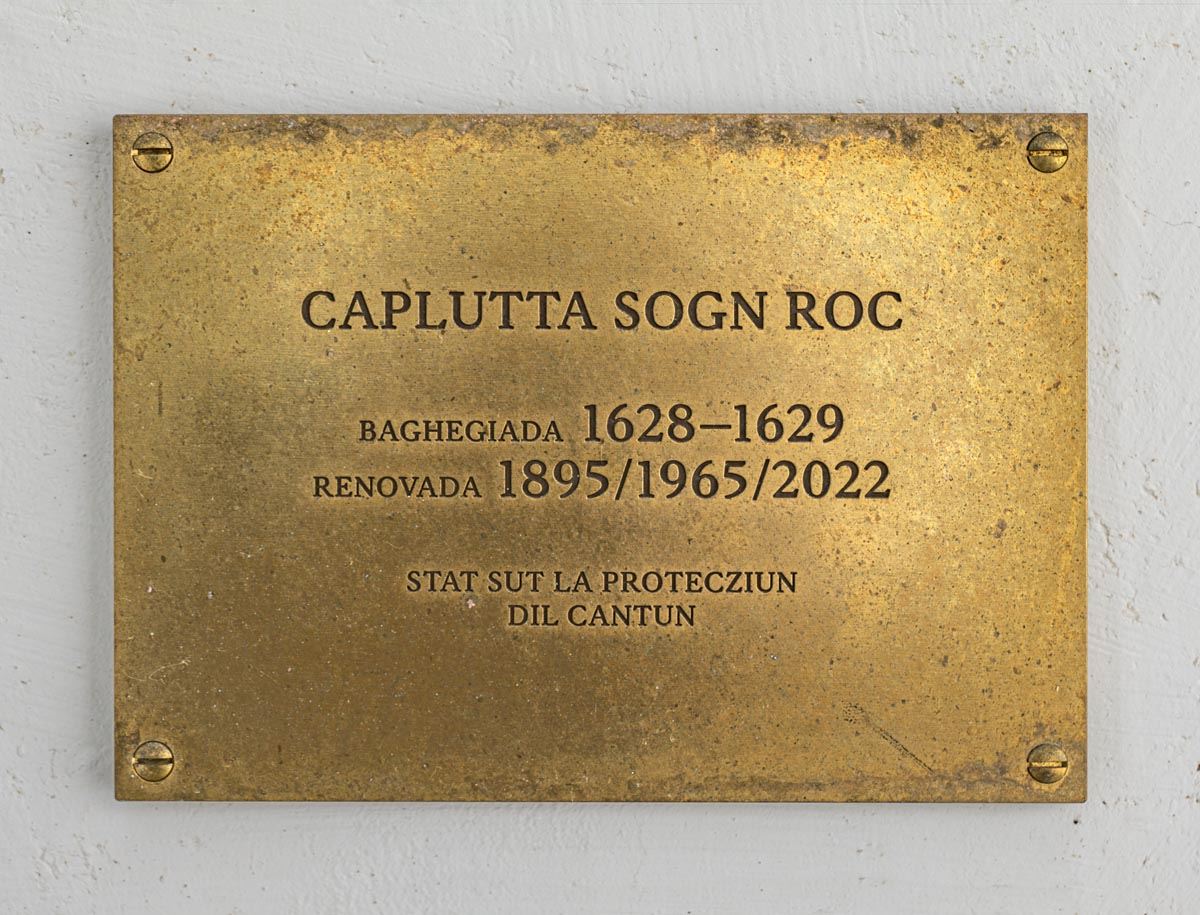 CAPLUTTA SOGN ROC
BAGHEGIADA 1628–1629
RENOVADA 1895/1965/2022
STAT SUT LA PROTECZIUN
DIL CANTUN